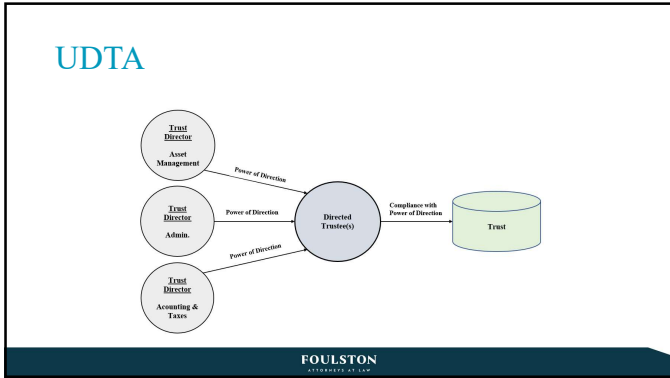 UDTA
Trust
Director
Asset
Management
Power of Direction
Trust
Director
Admin.
Power of Direction
Trust
Director
Acounting &
Taxes
Power of Direction
Directed
Trustee(s)
Compliance with
Power of Direction
Trust
FOULSTON
ATTORNEYS AT LAW